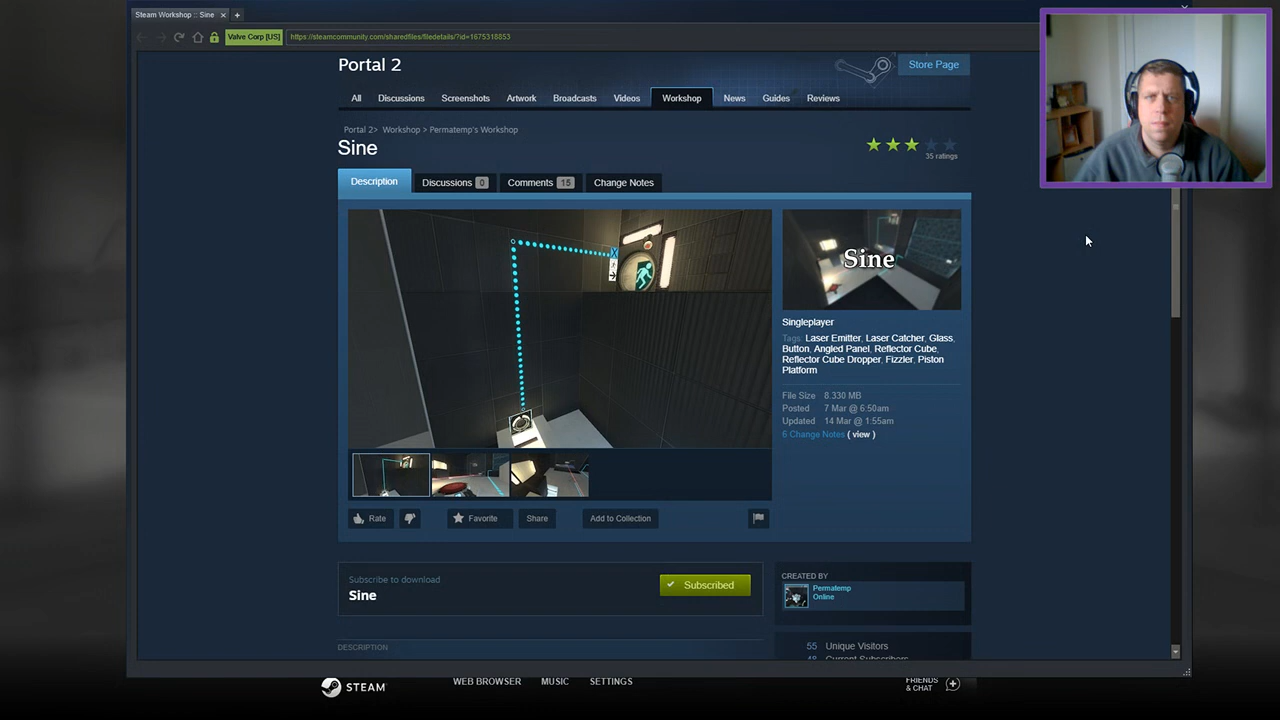 Steam Workshop :: Sine
Valve Corp [US]
https://steamcommunity.com/sharedfiles/filedetails/?id=1675318853
Portal 2
Store Page
All Discussions Screenshots Artwork Broadcasts Videos Workshop News Guides Reviews
Portal 2> Workshop > Permatemp's Workshop
Sine
35 ratings
Description Discussions 0 Comments 15 Change Notes
Sine
Singleplayer
Tags: Laser Emitter, Laser Catcher, Glass,
Button, Angled Panel, Reflector Cube,
Reflector Cube Dropper, Fizzler, Piston
Platform
File Size 8.330 MB
Posted 7 Mar @ 6:50am
Updated 14 Mar @ 1:55am
6 Change Notes ( view )
Rate Favorite Share Add to Collection
Subscribe to download
Sine
Subscribed
CREATED BY
Permatemp
Online
DESCRIPTION
55 Unique Visitors
48 Current Subscribers
STEAM
WEB BROWSER MUSIC SETTINGS
FRIENDS
& CHAT